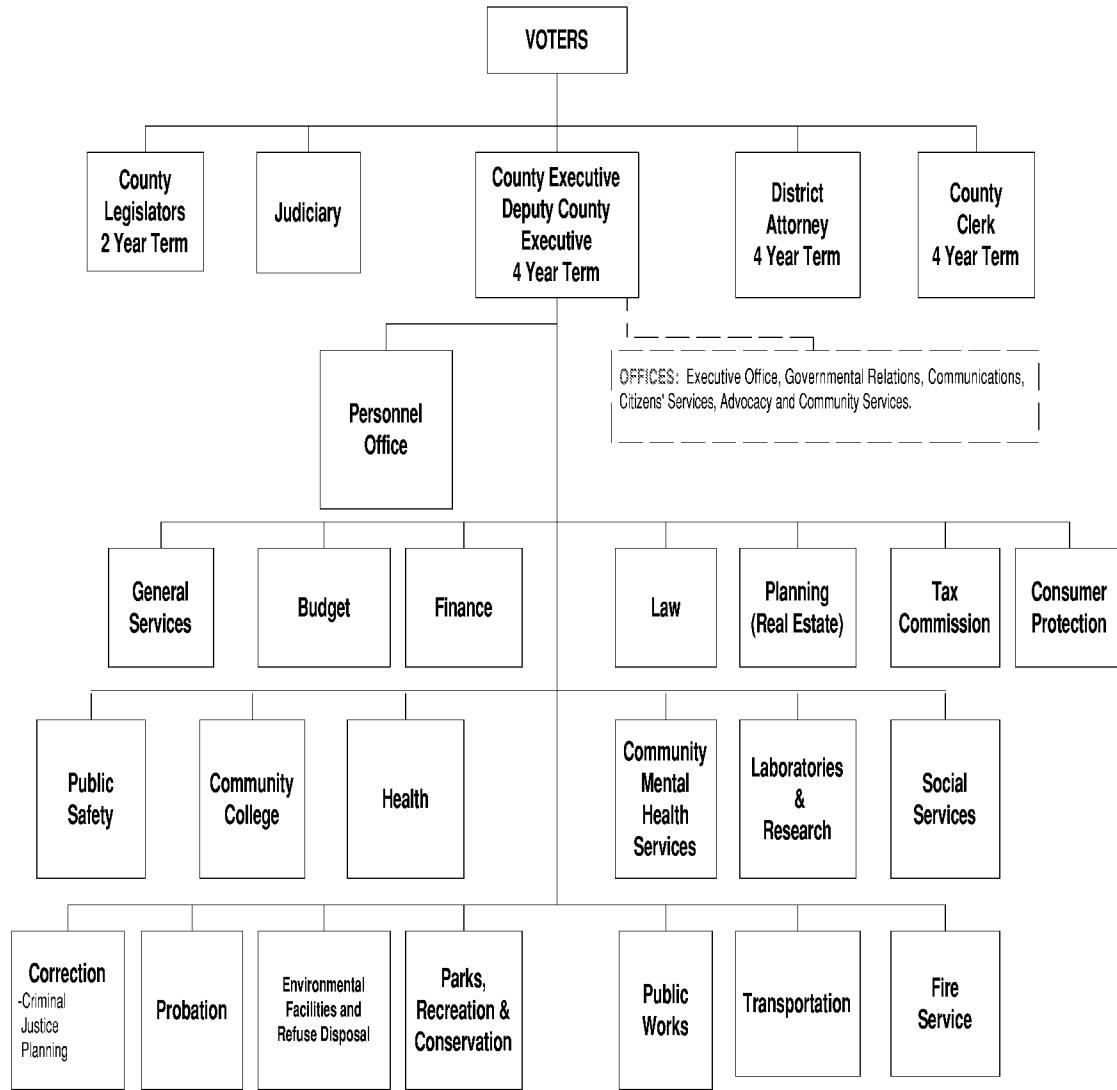 VOTERS
County
Legislators
2 Year Term
Judiciary
County Executive
Deputy County
Executive
4 Year Term
District
Attorney
4 Year Term
County
Clerk
4 Year Term
Personnel
Office
OFFICES: Executive Office, Governmental Relations, Communications,
Citizens' Services, Advocacy and Community Services.
General
Services
Budget
Finance
Law
Planning
(Real Estate)
Tax
Commission
Consumer
Protection
Public
Safety
Community
College
Health
Community
Mental
Health
Services
Laboratories
&
Research
Social
Services
Correction
-Criminal
Justice
Planning
Probation
Environmental
Facilities and
Refuse Disposal
Parks,
Recreation &
Conservation
Public
Works
Transportation
Fire
Service